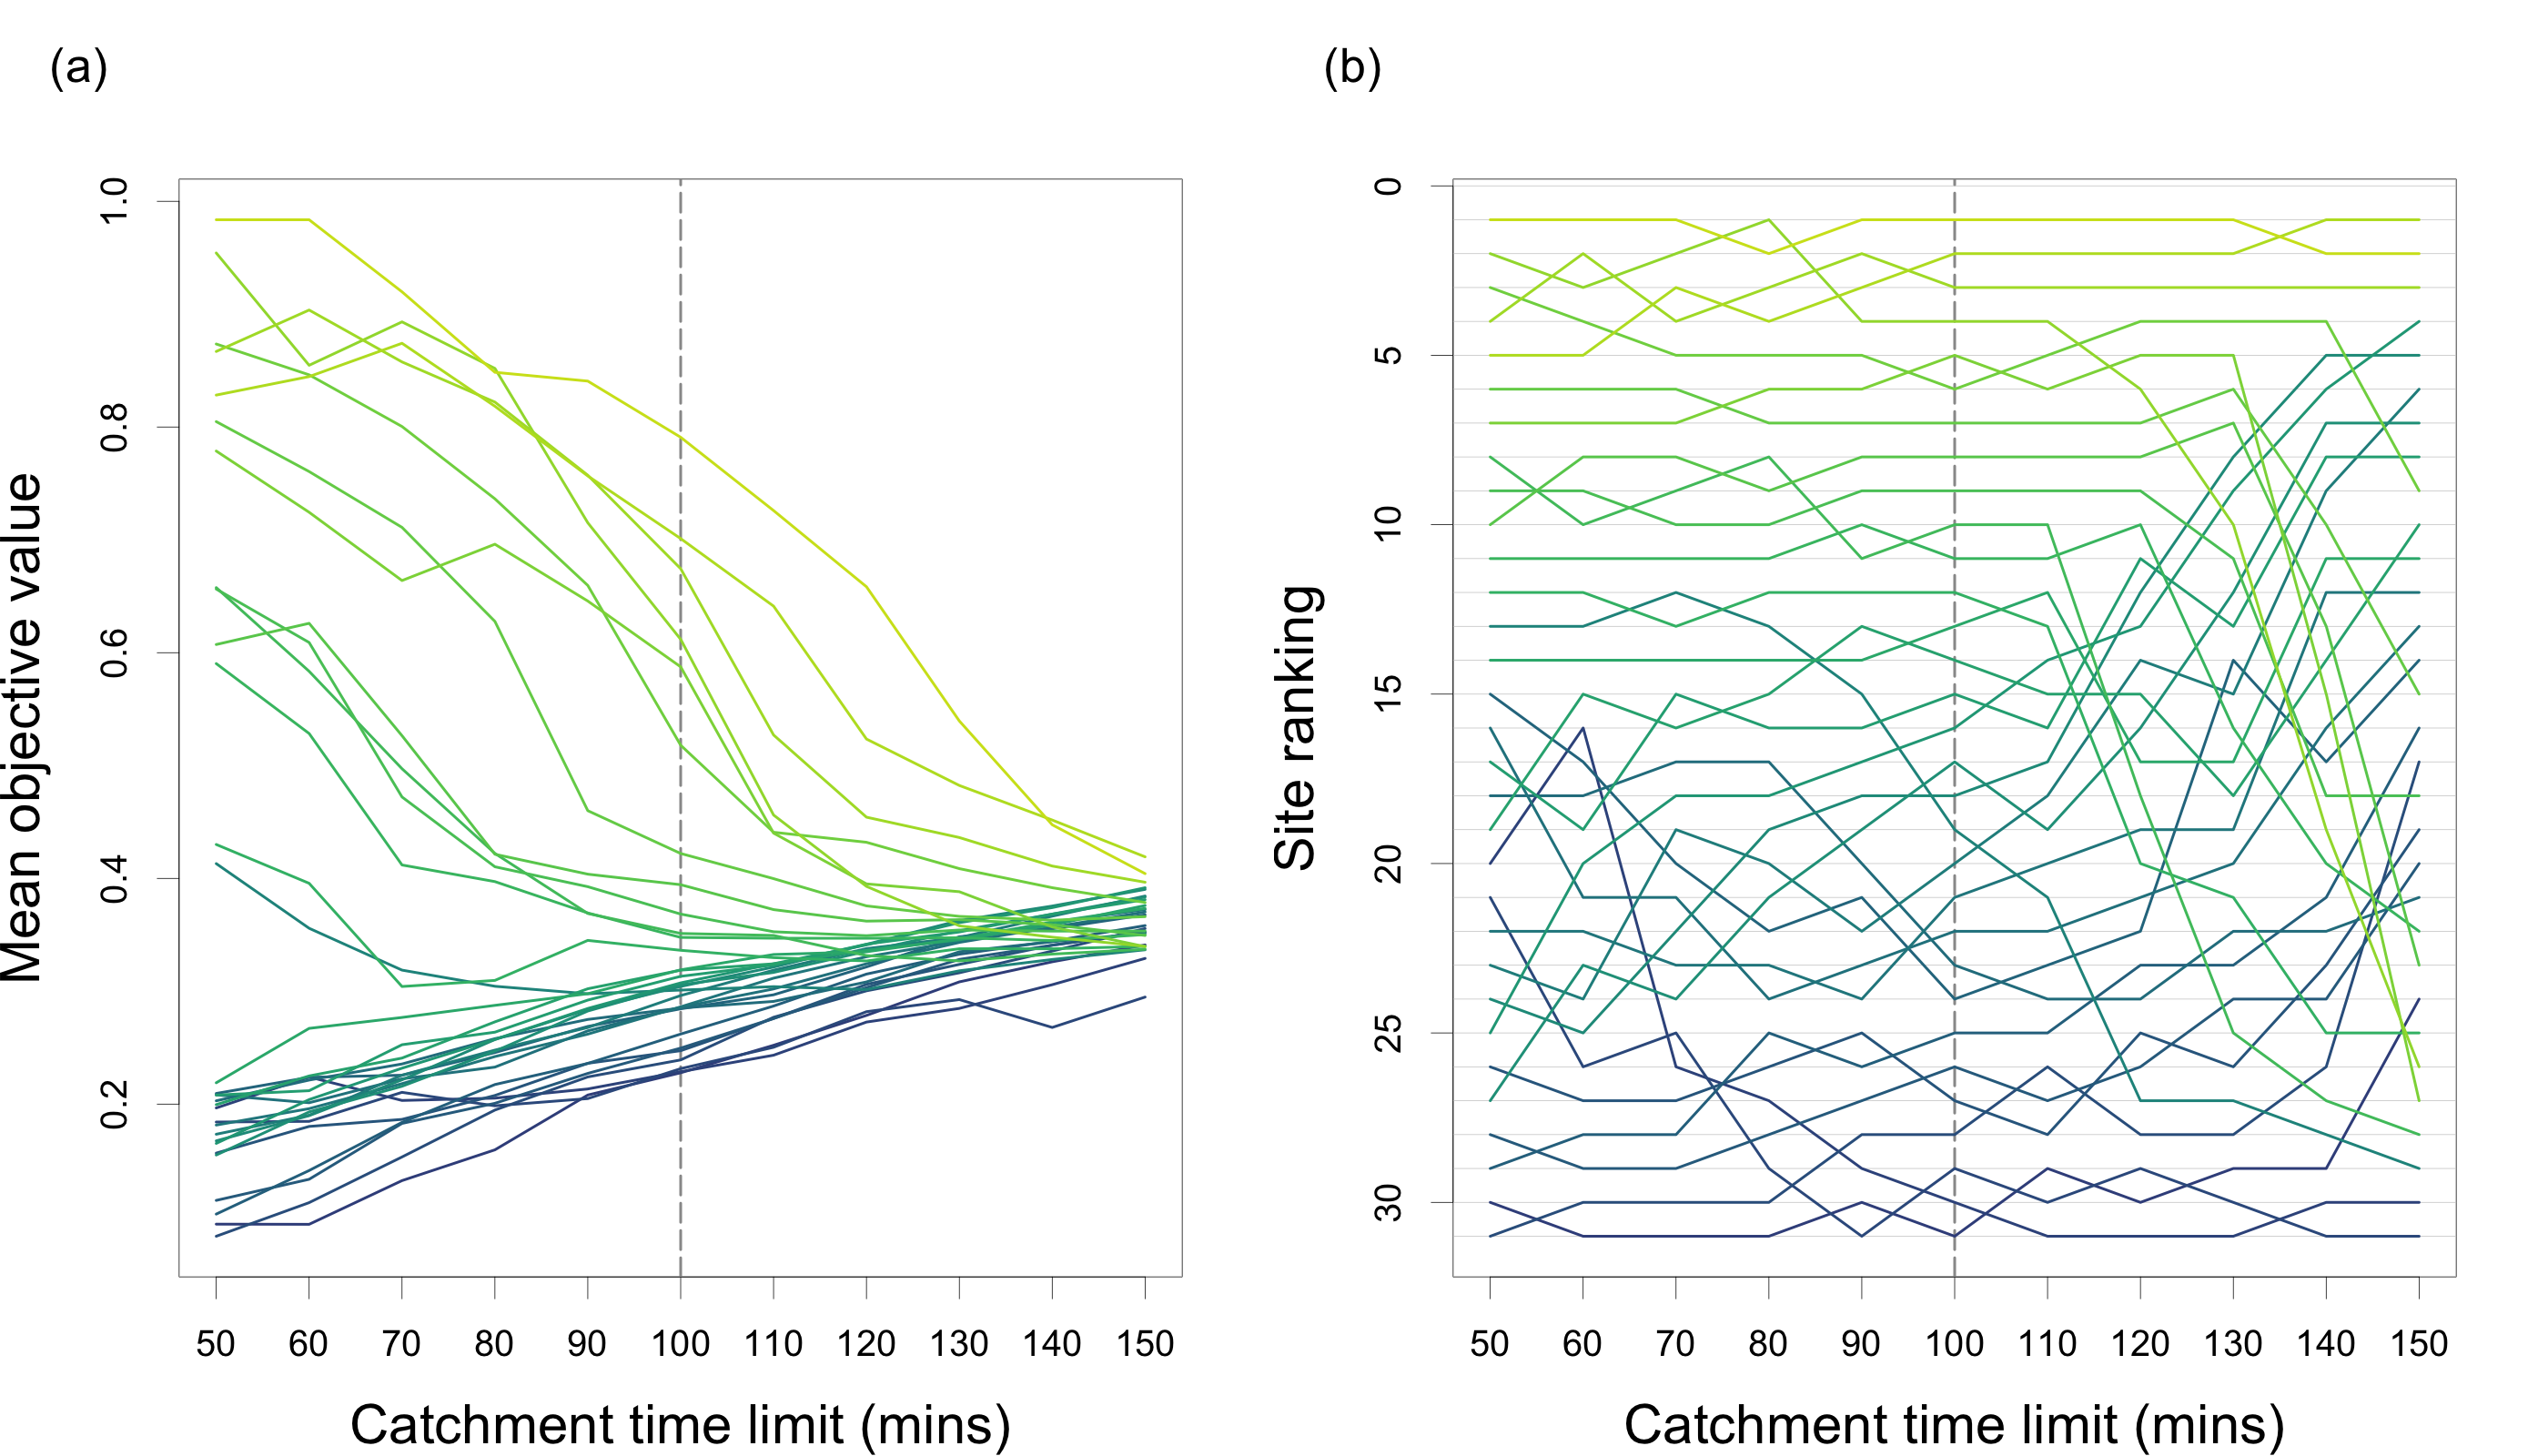 (a)
(b)
Mean objective value
1.0
0.8
0.6
0.4
0.2
50 60 70 80 90 100 110 120 130 140 150
Catchment time limit (mins)
Site ranking
0
5
10
15
20
25
30
50 60 70 80 90 100 110 120 130 140 150
Catchment time limit (mins)